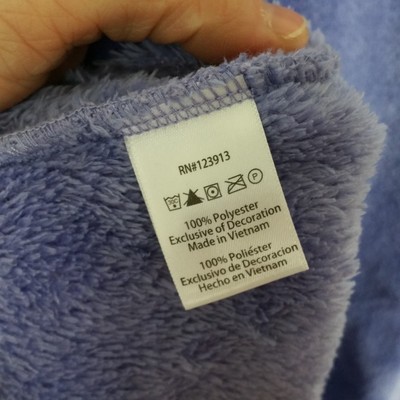 RN#123913
P
100% Polyester
Exclusive of Decoration
Made in Vietnam
100% Poliéster
Exclusivo de Decoracion
Hecho en Vietnam